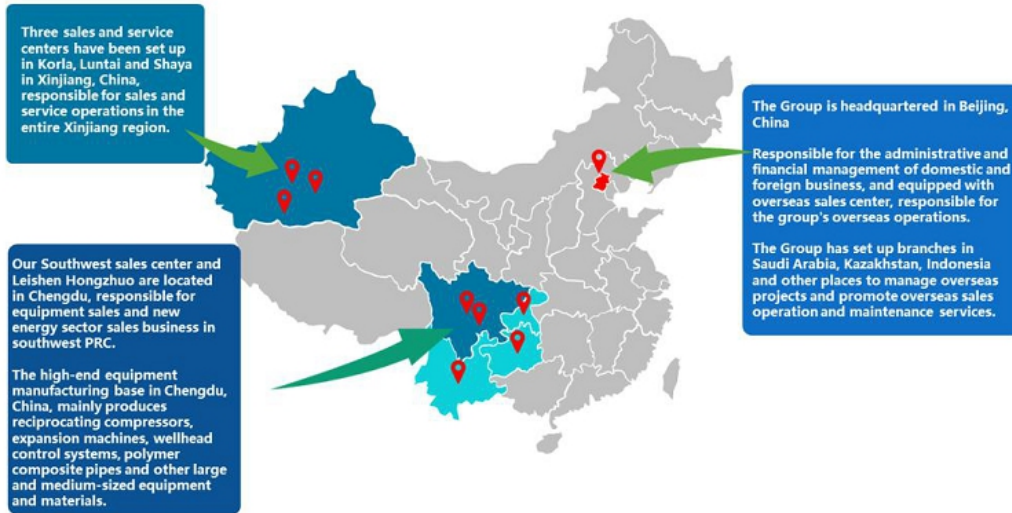 Three sales and service
centers have been set up
in Korla, Luntai and Shaya
in Xinjiang, China,
responsible for sales and
service operations in the
entire Xinjiang region.
The Group is headquartered in Beijing,
China
Responsible for the administrative and
financial management of domestic and
foreign business, and equipped with
overseas sales center, responsible for
the group's overseas operations.
The Group has set up branches in
Saudi Arabia, Kazakhstan, Indonesia
and other places to manage overseas
projects and promote overseas sales
operation and maintenance services.
Our Southwest sales center and
Leishen Hongzhuo are located
in Chengdu, responsible for
equipment sales and new
energy sector sales business in
southwest PRC.
The high-end equipment
manufacturing base in Chengdu,
China, mainly produces
reciprocating compressors,
expansion machines, wellhead
control systems, polymer
composite pipes and other large
and medium-sized equipment
and materials.